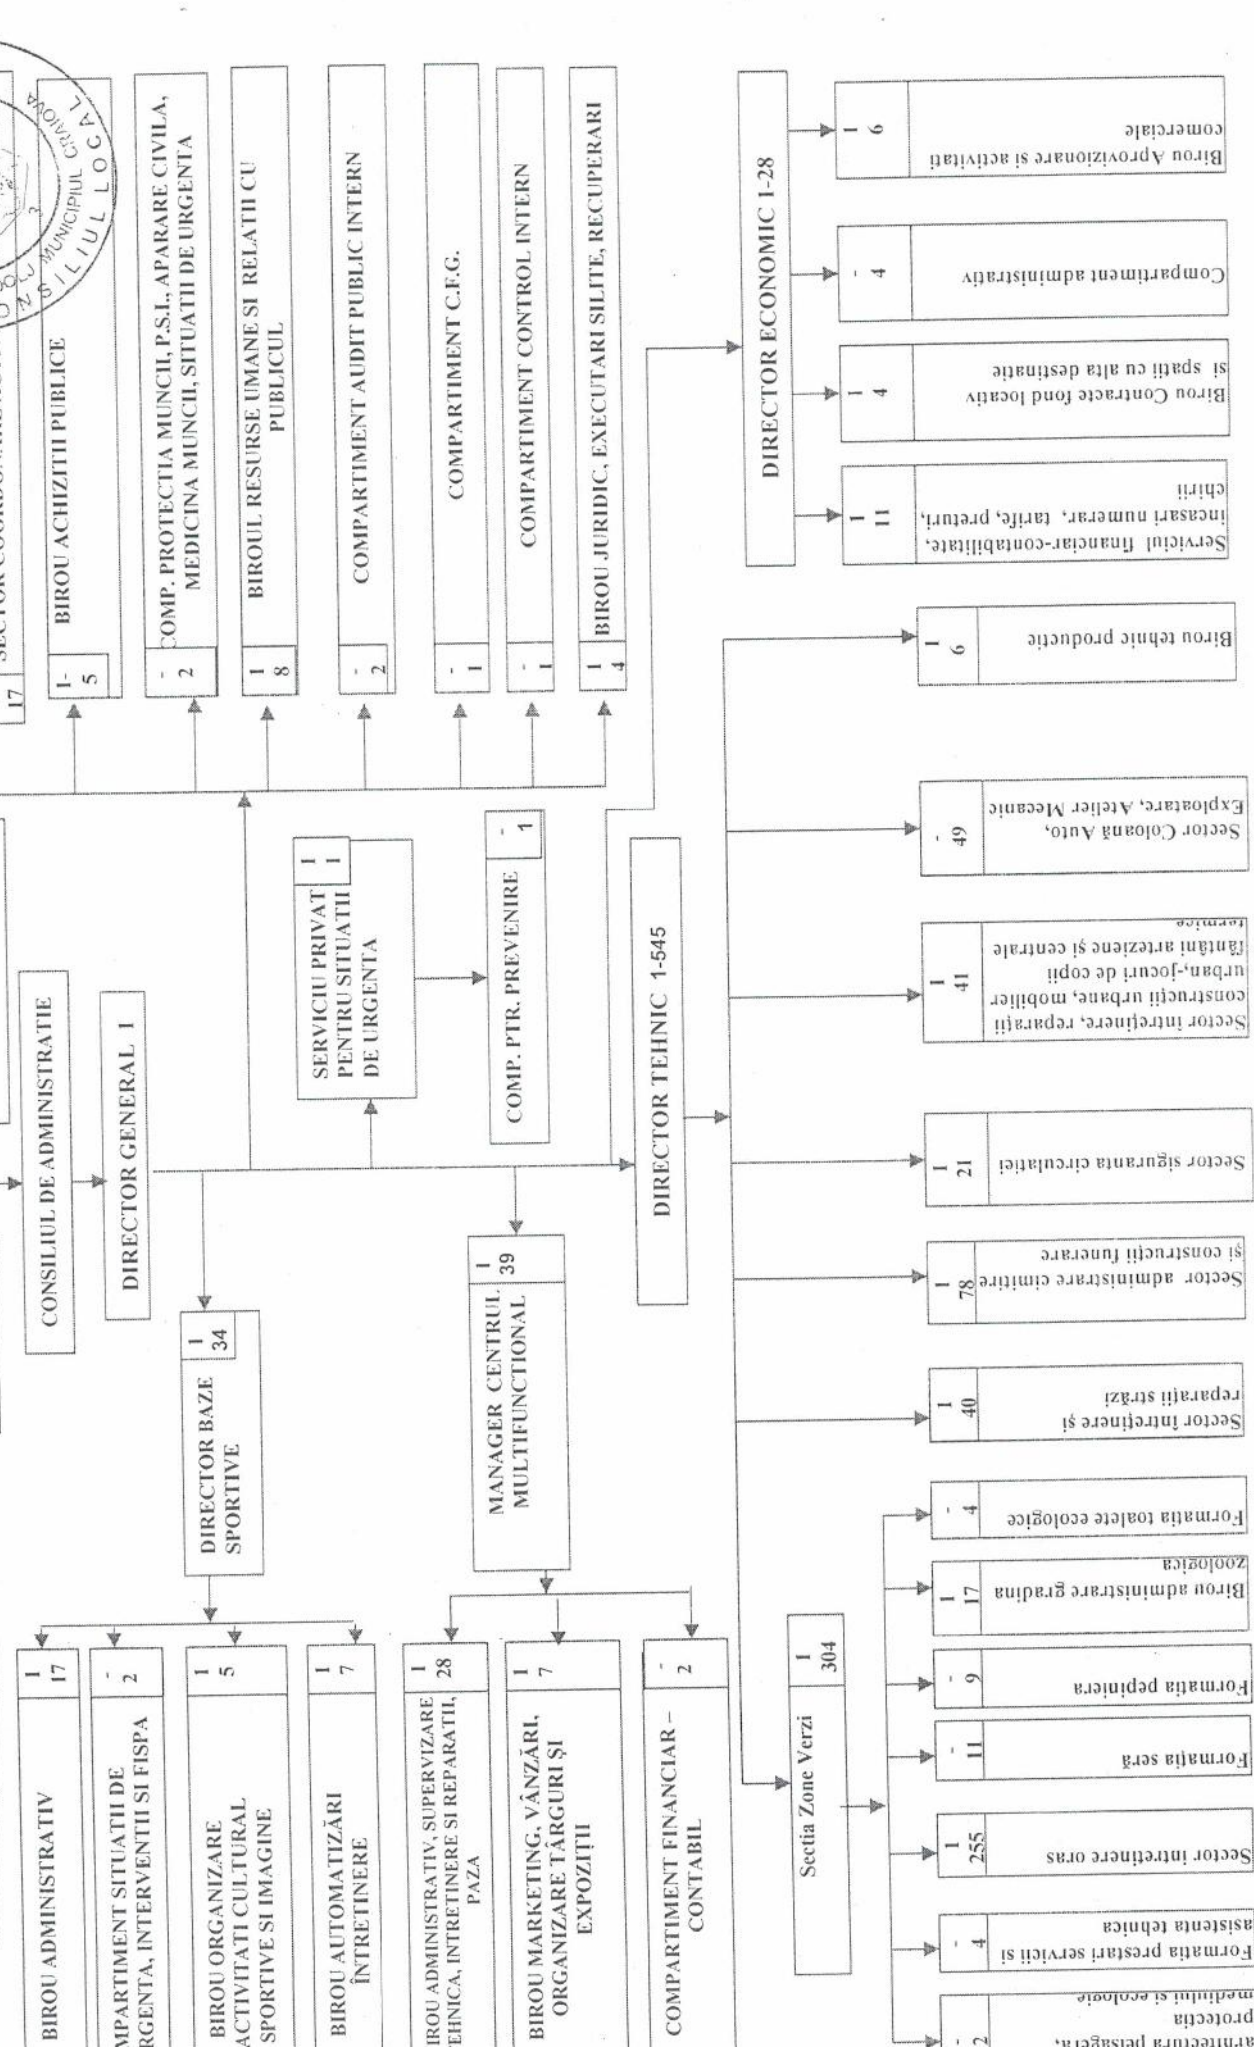 17
BIROU ACHIZITII PUBLICE
1-
5
COMP. PROTECTIA MUNCII, P.S.I., APARARE CIVILA,
MEDICINA MUNCII, SITUATII DE URGENTA
-
2
BIROUL RESURSE UMANE SI RELATII CU
PUBLICUL
1
8
COMPARTIMENT AUDIT PUBLIC INTERN
-
2
COMPARTIMENT C.F.G.
-
1
COMPARTIMENT CONTROL INTERN
-
1
BIROU JURIDIC, EXECUTARI SILITE, RECUPERARI
1
4
MUNICIPIUL CRAIOVA
LOCAL
CONSILIUL DE ADMINISTRATIE
DIRECTOR GENERAL 1
SERVICIU PRIVAT
PENTRU SITUATII
DE URGENTA
1
1
COMP. PTR. PREVENIRE
-
1
DIRECTOR BAZE
SPORTIVE
1
34
BIROU ADMINISTRATIV
1
17
MPARTIMENT SITUATII DE
RGENTA, INTERVENTII SI FISPA
-
2
BIROU ORGANIZARE
ACTIVITATI CULTURAL
SPORTIVE SI IMAGINE
1
5
BIROU AUTOMATIZĂRI
ÎNTRETINERE
1
7
MANAGER CENTRUL
MULTIFUNCTIONAL
1
39
IROU ADMINISTRATIV, SUPERVIZARE
EHNICA, INTRETINERE SI REPARATII,
PAZA
1
28
BIROU MARKETING, VÂNZĂRI,
ORGANIZARE TÂRGURI ȘI
EXPOZIȚII
1
7
COMPARTIMENT FINANCIAR –
CONTABIL
-
2
DIRECTOR TEHNIC 1-545
DIRECTOR ECONOMIC 1-28
Serviciul financiar-contabilitate,
incasari numerar, tarife, preturi,
chirii
1
11
Birou Contracte fond locativ
si spatii cu alta destinatie
1
4
Compartiment administrativ
-
4
Birou Aprovizionare si activitati
comerciale
1
6
Birou tehnic productie
1
6
Sector Coloană Auto,
Exploatare, Atelier Mecanic
-
49
Sector intreținere, reparații
construcții urbane, mobilier
urban,-jocuri de copii
fântâni arteziene și centrale
termice
1
41
Sector siguranta circulatiei
1
21
Sector administrare cimitire
și construcții funerare
1
78
Sector întreținere și
reparații străzi
1
40
Sectia Zone Verzi
1
304
Formatia toalete ecologice
-
4
Birou administrare gradina
zoologica
1
17
Formatia pepiniera
-
9
Formația seră
-
11
Sector intretinere oras
1
255
Formatia prestari servicii si
asistenta tehnica
-
4
arhitectura peisageră,
protectia
mediului si ecologie
-
2